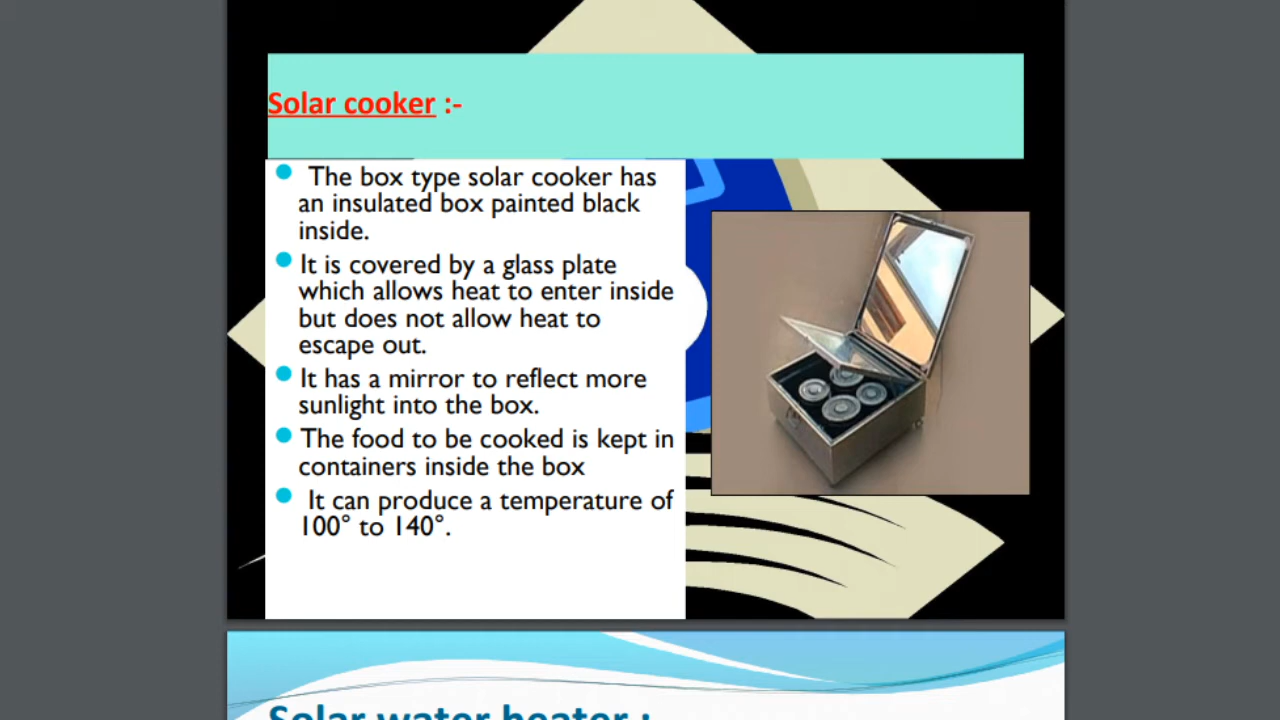 Solar cooker :-
The box type solar cooker has
an insulated box painted black
inside.
It is covered by a glass plate
which allows heat to enter inside
but does not allow heat to
escape out.
It has a mirror to reflect more
sunlight into the box.
The food to be cooked is kept in
containers inside the box
It can produce a temperature of
100° to 140°.
Solar water heater :